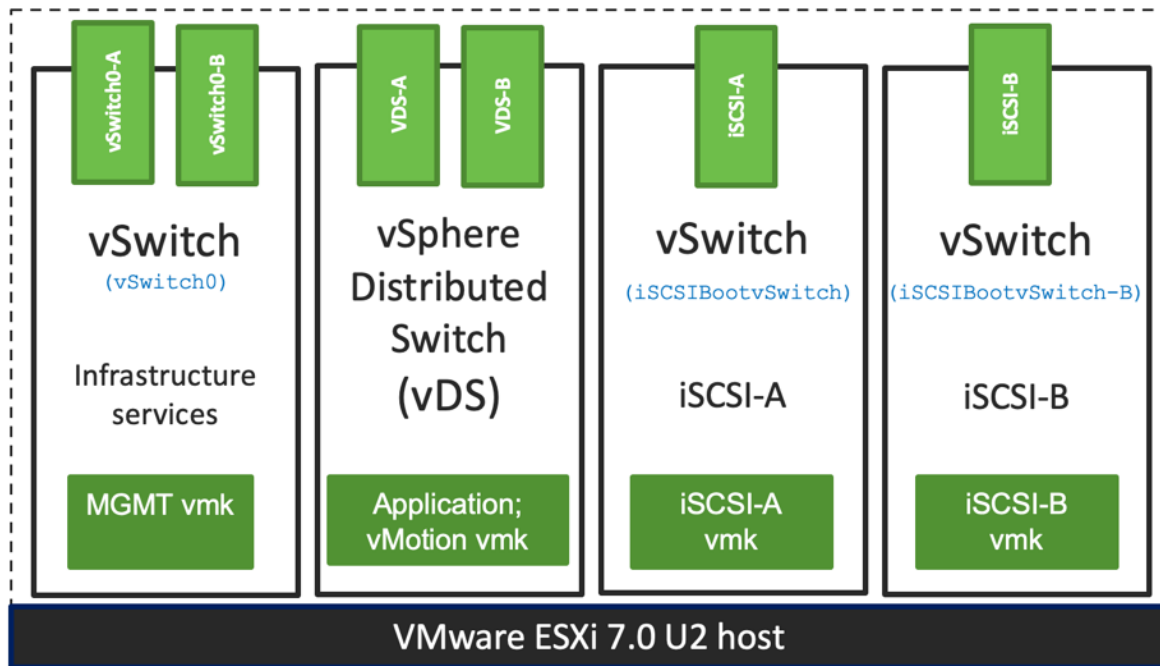 vSwitch0-A
vSwitch0-B
vSwitch
(vSwitch0)
Infrastructure
services
MGMT vmk
VDS-A
VDS-B
vSphere
Distributed
Switch
(vDS)
Application;
vMotion vmk
iSCSI-A
vSwitch
(iSCSIBootvSwitch)
iSCSI-A
iSCSI-A
vmk
iSCSI-B
vSwitch
(iSCSIBootvSwitch-B)
iSCSI-B
iSCSI-B
vmk
VMware ESXi 7.0 U2 host